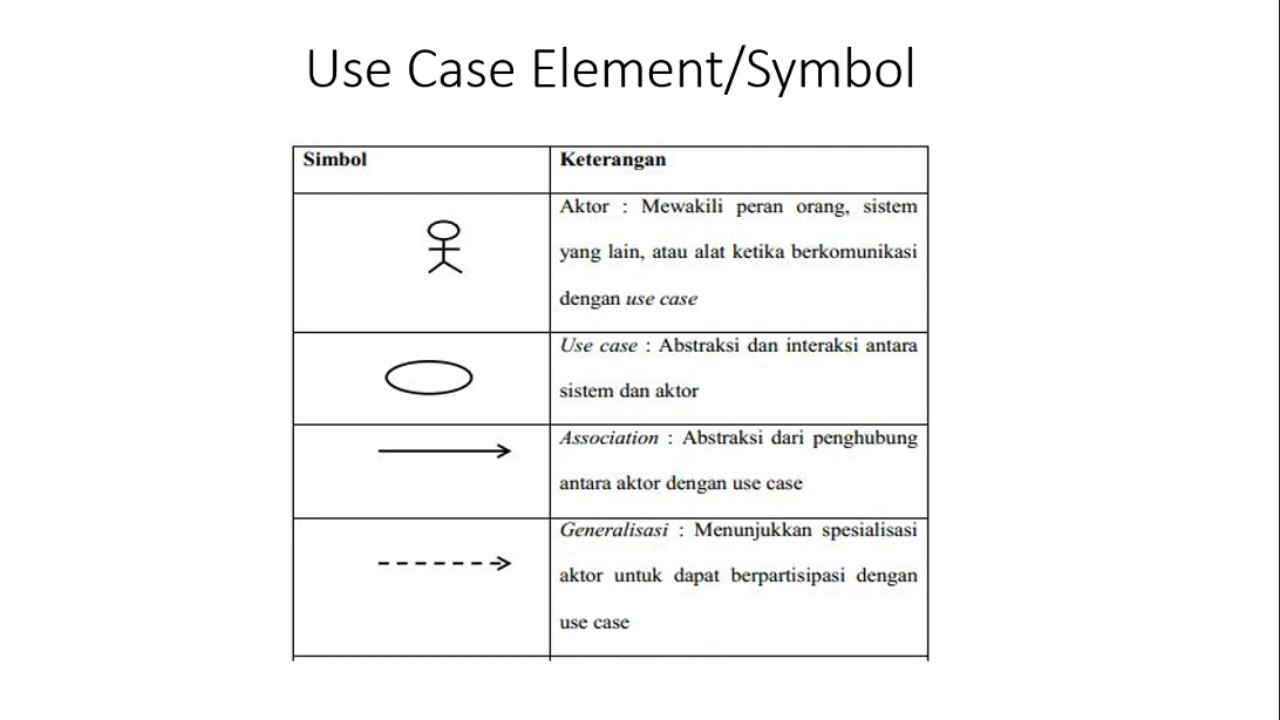 Use Case Element/Symbol
Simbol
Keterangan
Aktor : Mewakili peran orang, sistem
yang lain, atau alat ketika berkomunikasi
dengan use case
Use case : Abstraksi dan interaksi antara
sistem dan aktor
Association : Abstraksi dari penghubung
antara aktor dengan use case
Generalisasi : Menunjukkan spesialisasi
aktor untuk dapat berpartisipasi dengan
use case